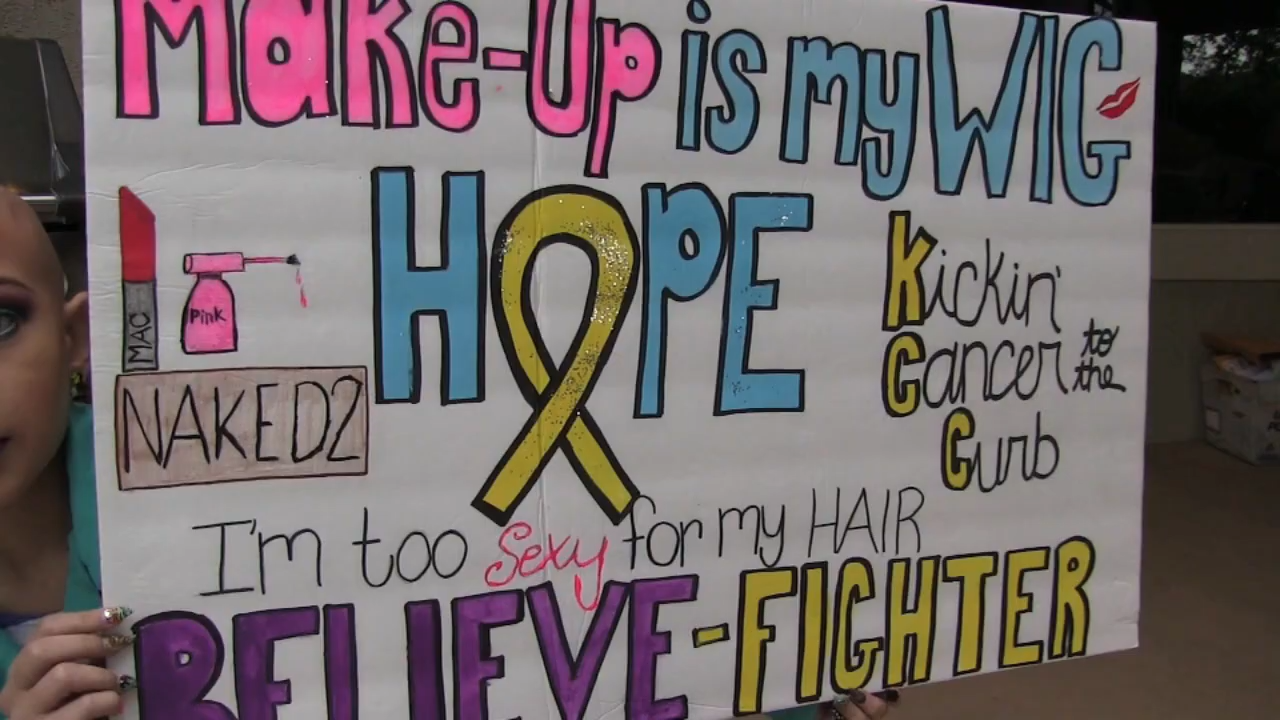 Make-Up is my WIG
HOPE
MAC
Pink
NAKED2
Kickin'
Cancer to the
Curb
I'm too Sexy for my HAIR
BELIEVE-FIGHTER